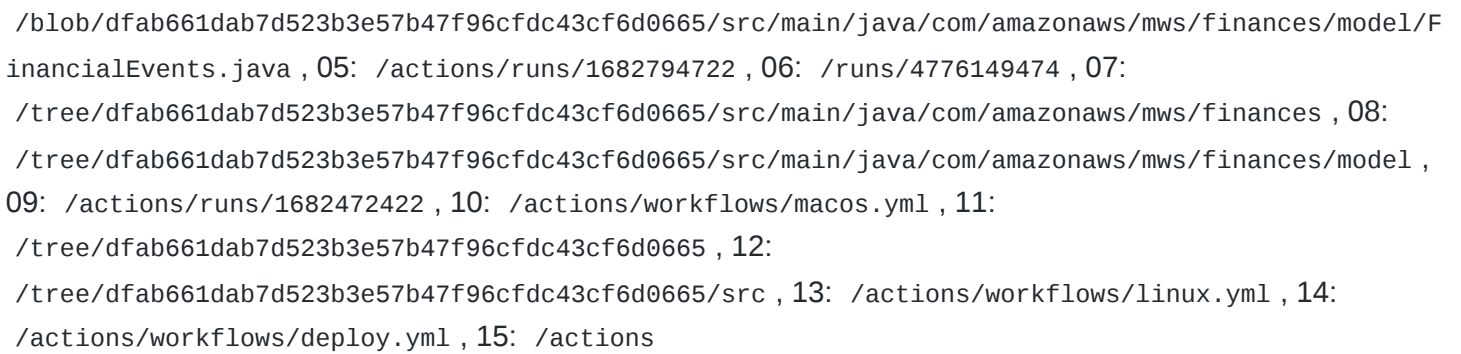 /blob/dfab661dab7d523b3e57b47f96cfdc43cf6d0665/src/main/java/com/amazonaws/mws/finances/model/F
inancialEvents.java , 05: /actions/runs/1682794722 , 06: /runs/4776149474 , 07:
/tree/dfab661dab7d523b3e57b47f96cfdc43cf6d0665/src/main/java/com/amazonaws/mws/finances , 08:
/tree/dfab661dab7d523b3e57b47f96cfdc43cf6d0665/src/main/java/com/amazonaws/mws/finances/model ,
09: /actions/runs/1682472422 , 10: /actions/workflows/macos.yml , 11:
/tree/dfab661dab7d523b3e57b47f96cfdc43cf6d0665 , 12:
/tree/dfab661dab7d523b3e57b47f96cfdc43cf6d0665/src , 13: /actions/workflows/linux.yml , 14:
/actions/workflows/deploy.yml , 15: /actions